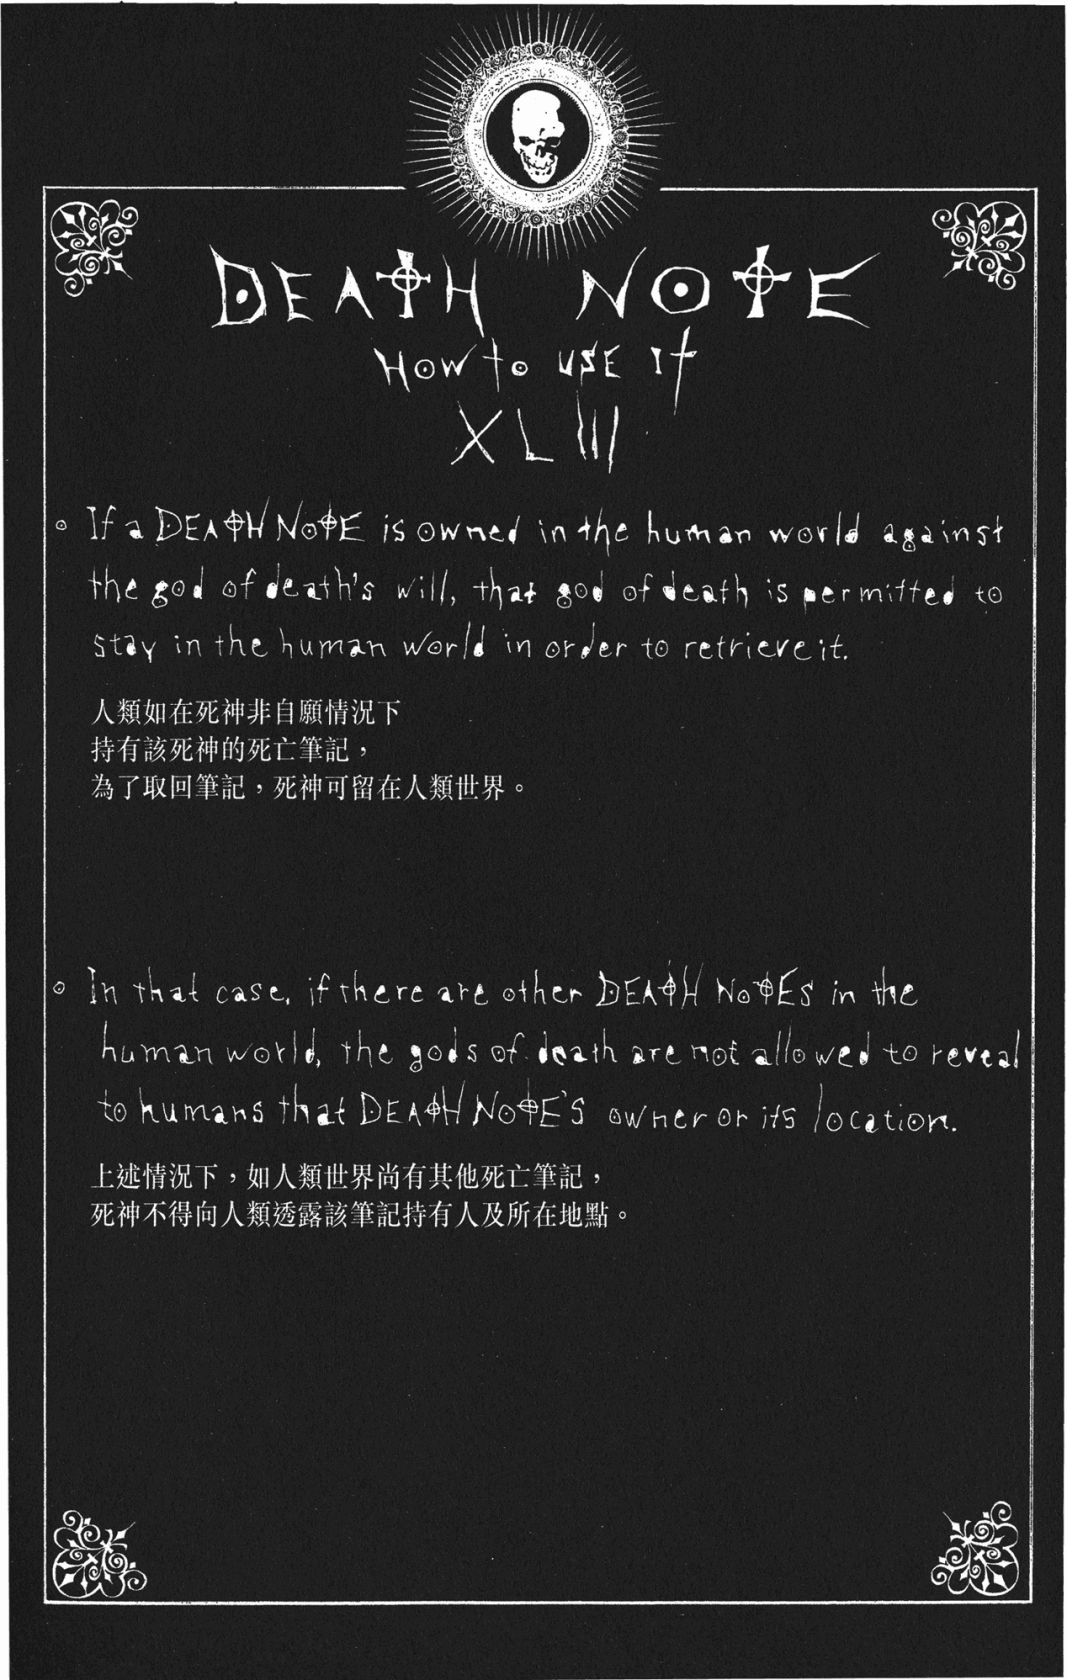 DEATH NOTE
HOW to USE It
XLIII
If a DEATH NOTE is owned in the human world against
the god of death's will, that god of death is permitted to
stay in the human world in order to retrieve it.
人類如在死神非自願情況下
持有該死神的死亡筆記，
為了取回筆記，死神可留在人類世界。
In that case, if there are other DEATH NOTES in the
human world, the gods of death are not allowed to reveal
to humans that DEATH NOTE'S owner or its location.
上述情況下，如人類世界尚有其他死亡筆記，
死神不得向人類透露該筆記持有人及所在地點。